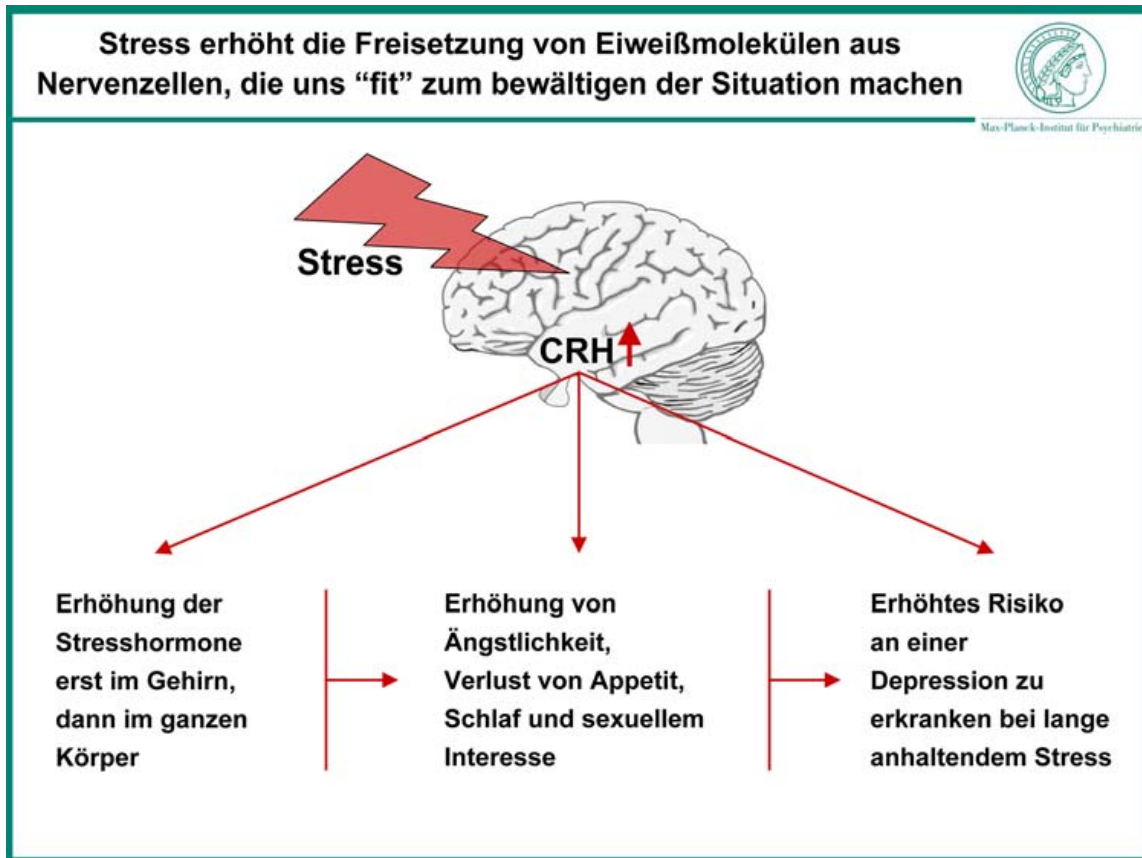 Stress erhöht die Freisetzung von Eiweißmolekülen aus
Nervenzellen, die uns “fit” zum bewältigen der Situation machen
Max-Planck-Institut für Psychiatrie
Stress
CRH
Erhöhung der
Stresshormone
erst im Gehirn,
dann im ganzen
Körper
Erhöhung von
Ängstlichkeit,
Verlust von Appetit,
Schlaf und sexuellem
Interesse
Erhöhtes Risiko
an einer
Depression zu
erkranken bei lange
anhaltendem Stress